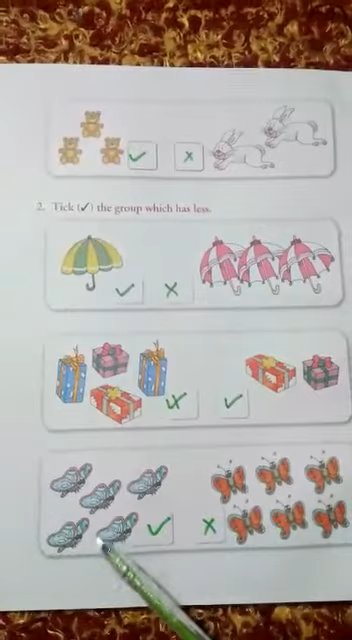 2. Tick (✓) the group which has less.